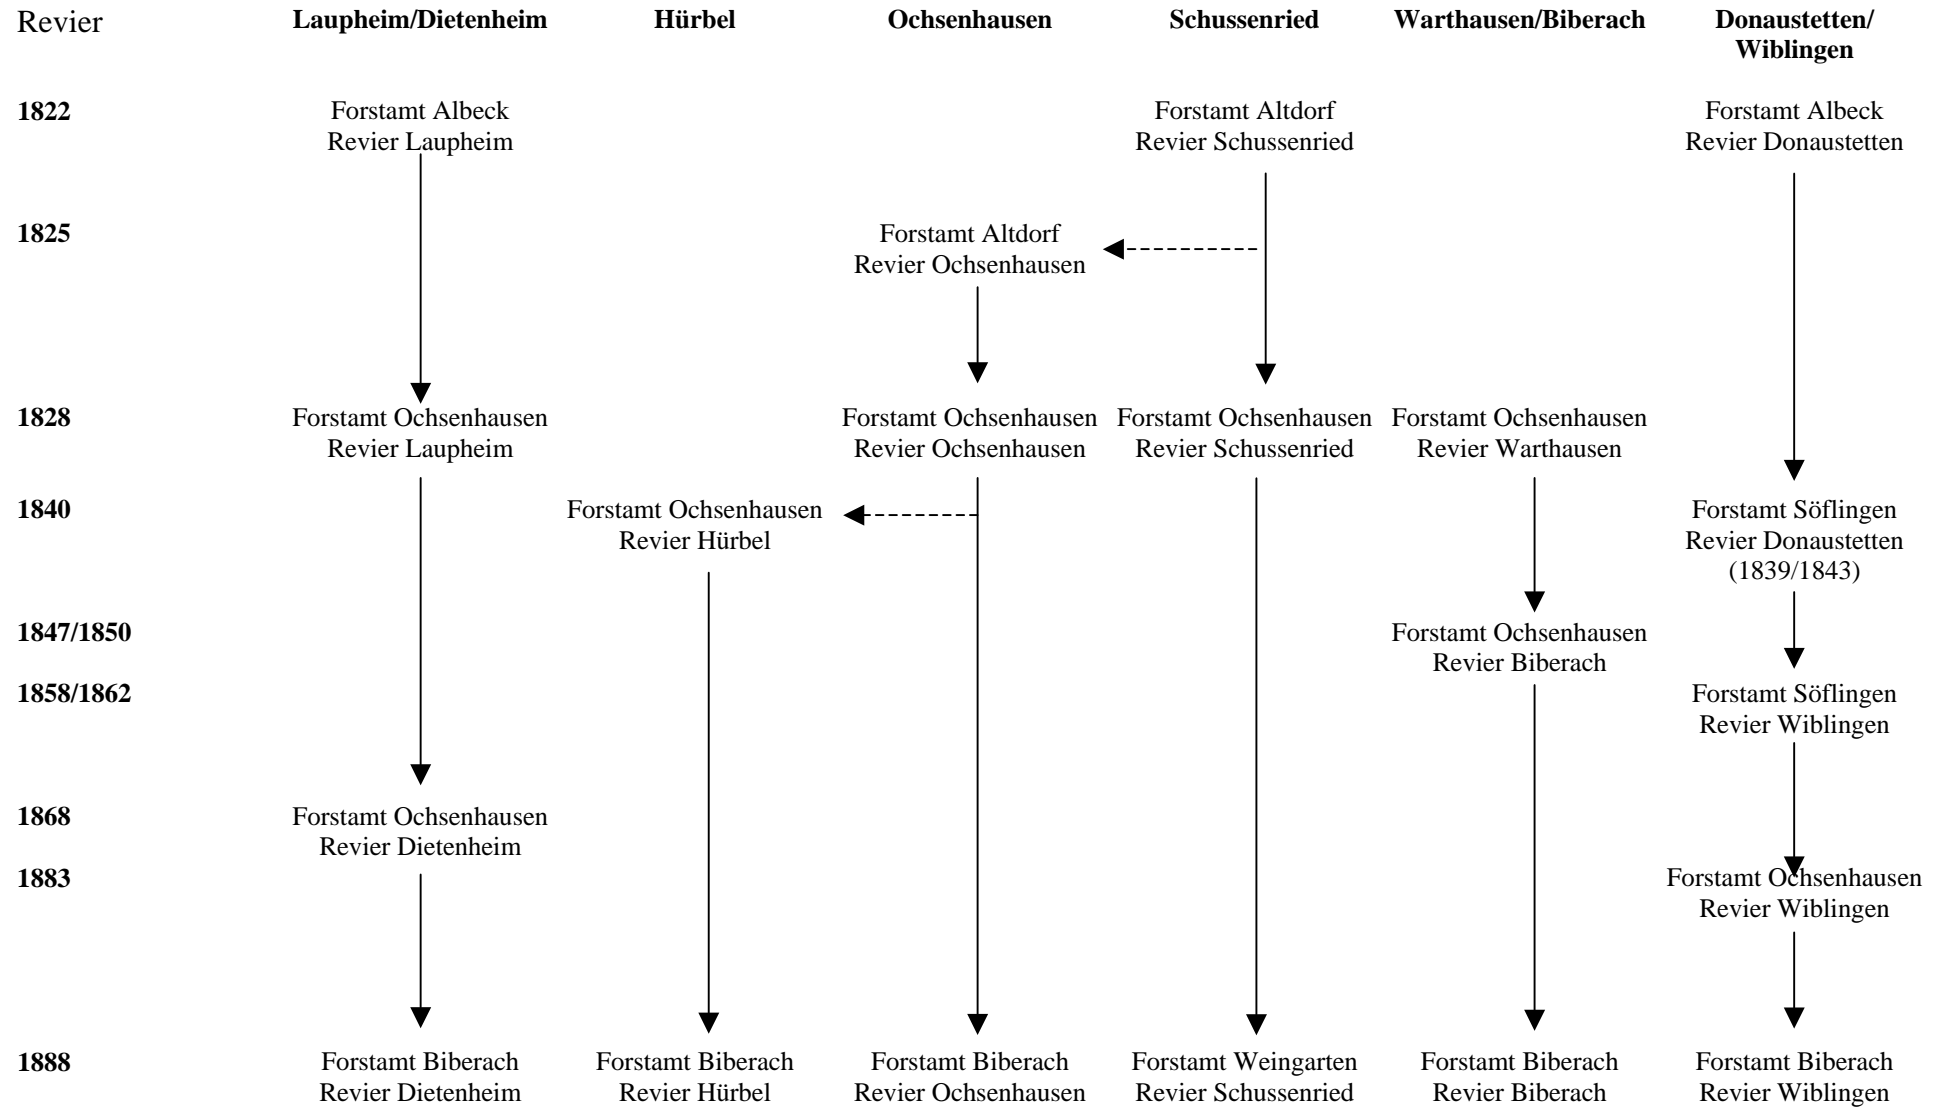 Revier Laupheim/Dietenheim Hürbel Ochsenhausen Schussenried Warthausen/Biberach Donaustetten/
Wiblingen
1822 Forstamt Albeck Forstamt Altdorf Forstamt Albeck
Revier Laupheim Revier Schussenried Revier Donaustetten
1825 Forstamt Altdorf
Revier Ochsenhausen
1828 Forstamt Ochsenhausen Forstamt Ochsenhausen Forstamt Ochsenhausen Forstamt Ochsenhausen
Revier Laupheim Revier Ochsenhausen Revier Schussenried Revier Warthausen
1840 Forstamt Ochsenhausen Forstamt Söflingen
Revier Hürbel Revier Donaustetten
(1839/1843)
1847/1850 Forstamt Ochsenhausen
Revier Biberach
1858/1862 Forstamt Söflingen
Revier Wiblingen
1868 Forstamt Ochsenhausen
Revier Dietenheim
1883 Forstamt Ochsenhausen
Revier Wiblingen
1888 Forstamt Biberach Forstamt Biberach Forstamt Biberach Forstamt Weingarten Forstamt Biberach Forstamt Biberach
Revier Dietenheim Revier Hürbel Revier Ochsenhausen Revier Schussenried Revier Biberach Revier Wiblingen